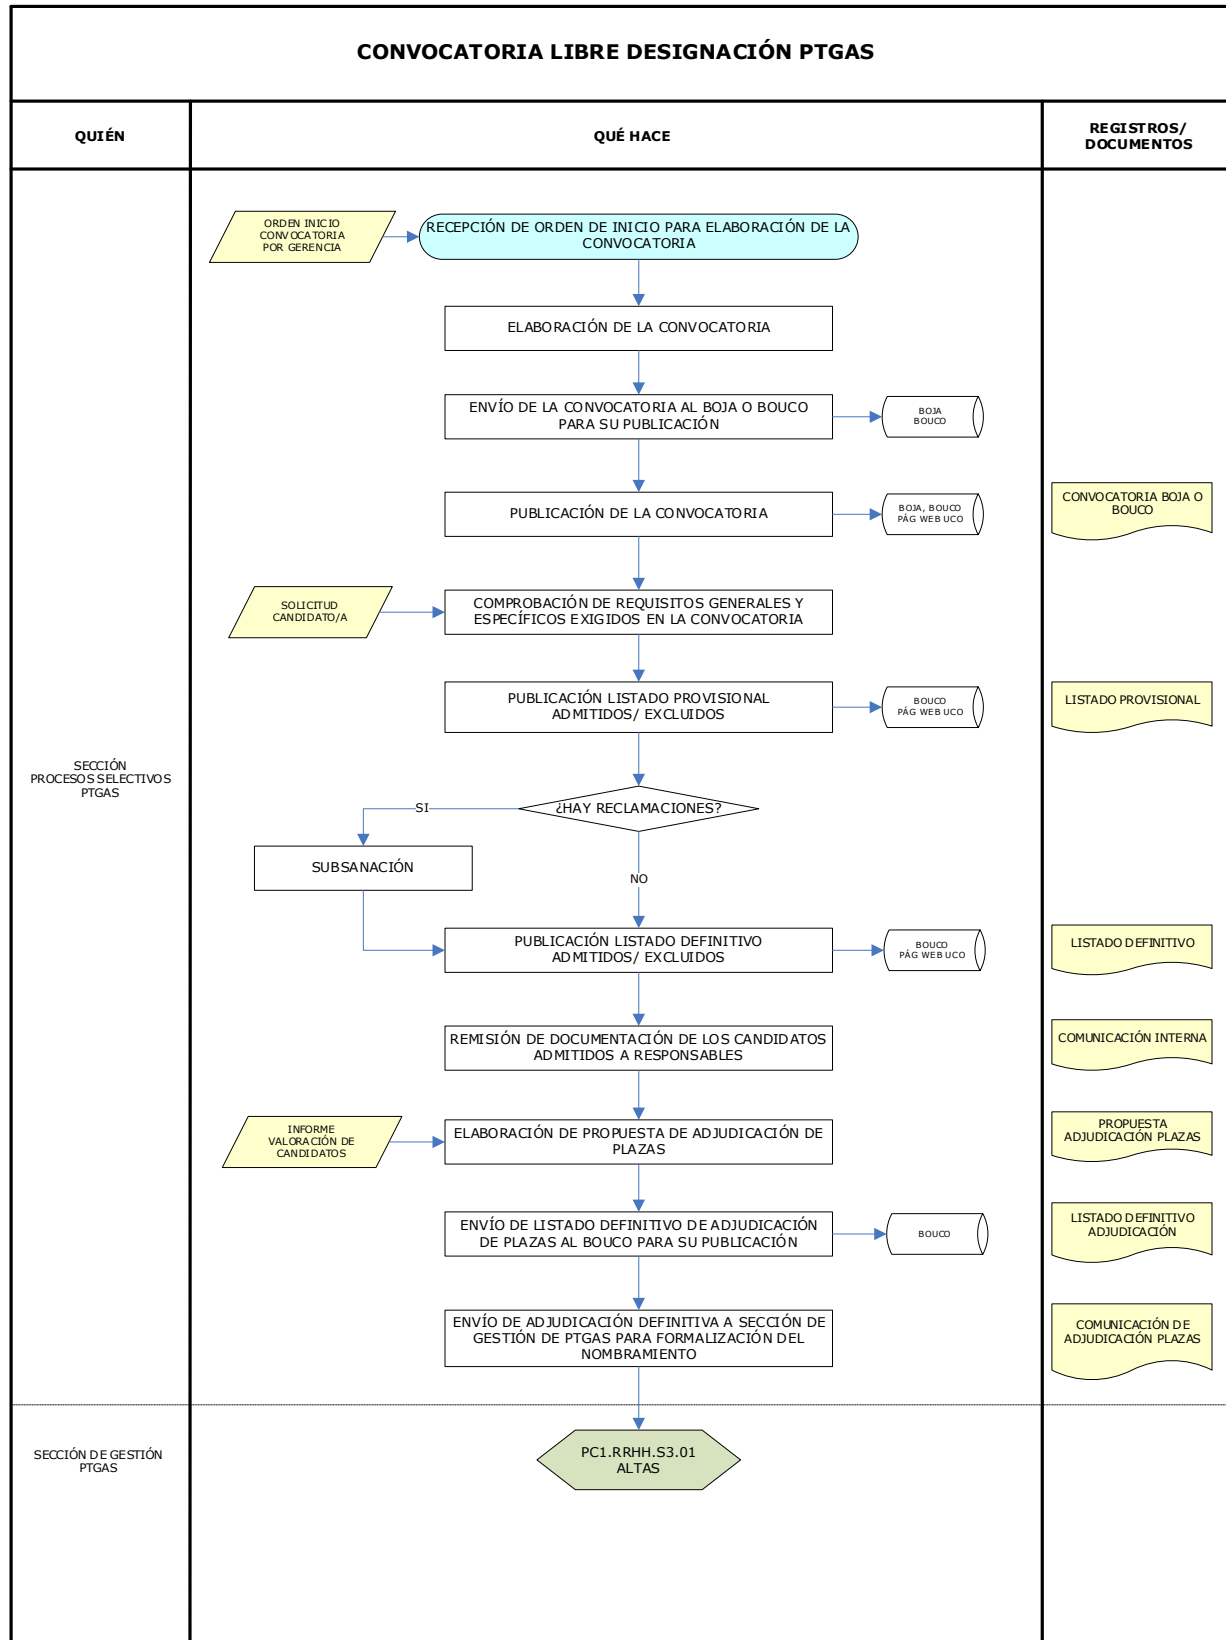 CONVOCATORIA LIBRE DESIGNACIÓN PTGAS
QUIÉN
QUÉ HACE
REGISTROS/
DOCUMENTOS
ORDEN INICIO
CONVOCATORIA
POR GERENCIA
RECEPCIÓN DE ORDEN DE INICIO PARA ELABORACIÓN DE LA
CONVOCATORIA
ELABORACIÓN DE LA CONVOCATORIA
ENVÍO DE LA CONVOCATORIA AL BOJA O BOUCO
PARA SU PUBLICACIÓN
BOJA
BOUCO
PUBLICACIÓN DE LA CONVOCATORIA
BOJA, BOUCO
PÁG WEB UCO
CONVOCATORIA BOJA O
BOUCO
SOLICITUD
CANDIDATO/A
COMPROBACIÓN DE REQUISITOS GENERALES Y
ESPECÍFICOS EXIGIDOS EN LA CONVOCATORIA
PUBLICACIÓN LISTADO PROVISIONAL
ADMITIDOS/ EXCLUIDOS
BOUCO
PÁG WEB UCO
LISTADO PROVISIONAL
SECCIÓN
PROCESOS SELECTIVOS
PTGAS
¿HAY RECLAMACIONES?
SI
SUBSANACIÓN
NO
PUBLICACIÓN LISTADO DEFINITIVO
ADMITIDOS/ EXCLUIDOS
BOUCO
PÁG WEB UCO
LISTADO DEFINITIVO
REMISIÓN DE DOCUMENTACIÓN DE LOS CANDIDATOS
ADMITIDOS A RESPONSABLES
COMUNICACIÓN INTERNA
INFORME
VALORACIÓN DE
CANDIDATOS
ELABORACIÓN DE PROPUESTA DE ADJUDICACIÓN DE
PLAZAS
PROPUESTA
ADJUDICACIÓN PLAZAS
ENVÍO DE LISTADO DEFINITIVO DE ADJUDICACIÓN
DE PLAZAS AL BOUCO PARA SU PUBLICACIÓN
BOUCO
LISTADO DEFINITIVO
ADJUDICACIÓN
ENVÍO DE ADJUDICACIÓN DEFINITIVA A SECCIÓN DE
GESTIÓN DE PTGAS PARA FORMALIZACIÓN DEL
NOMBRAMIENTO
COMUNICACIÓN DE
ADJUDICACIÓN PLAZAS
SECCIÓN DE GESTIÓN
PTGAS
PC1.RRHH.S3.01
ALTAS